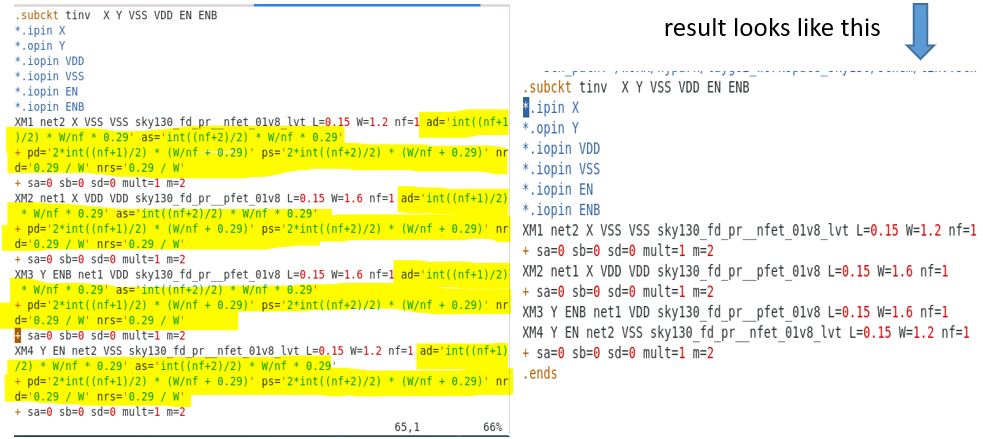 .subckt tinv  X Y VSS VDD EN ENB
*.ipin X
*.opin Y
*.iopin VDD
*.iopin VSS
*.iopin EN
*.iopin ENB
XM1 net2 X VSS VSS sky130_fd_pr__nfet_01v8_lvt L=0.15 W=1.2 nf=1 ad='int((nf+1
)/2) * W/nf * 0.29' as='int((nf+2)/2) * W/nf * 0.29'
+ pd='2*int((nf+1)/2) * (W/nf + 0.29)' ps='2*int((nf+2)/2) * (W/nf + 0.29)' nr
d='0.29 / W' nrs='0.29 / W'
+ sa=0 sb=0 sd=0 mult=1 m=2
XM2 net1 X VDD VDD sky130_fd_pr__pfet_01v8 L=0.15 W=1.6 nf=1 ad='int((nf+1)/2)
* W/nf * 0.29' as='int((nf+2)/2) * W/nf * 0.29'
+ pd='2*int((nf+1)/2) * (W/nf + 0.29)' ps='2*int((nf+2)/2) * (W/nf + 0.29)' nr
d='0.29 / W' nrs='0.29 / W'
+ sa=0 sb=0 sd=0 mult=1 m=2
XM3 Y ENB net1 VDD sky130_fd_pr__pfet_01v8 L=0.15 W=1.6 nf=1 ad='int((nf+1)/2)
* W/nf * 0.29' as='int((nf+2)/2) * W/nf * 0.29'
+ pd='2*int((nf+1)/2) * (W/nf + 0.29)' ps='2*int((nf+2)/2) * (W/nf + 0.29)' nr
d='0.29 / W' nrs='0.29 / W'
+ sa=0 sb=0 sd=0 mult=1 m=2
XM4 Y EN net2 VSS sky130_fd_pr__nfet_01v8_lvt L=0.15 W=1.2 nf=1 ad='int((nf+1)
/2) * W/nf * 0.29' as='int((nf+2)/2) * W/nf * 0.29'
+ pd='2*int((nf+1)/2) * (W/nf + 0.29)' ps='2*int((nf+2)/2) * (W/nf + 0.29)' nr
d='0.29 / W' nrs='0.29 / W'
+ sa=0 sb=0 sd=0 mult=1 m=2
65,1 66%
result looks like this
.subckt tinv  X Y VSS VDD EN ENB
*.ipin X
*.opin Y
*.iopin VDD
*.iopin VSS
*.iopin EN
*.iopin ENB
XM1 net2 X VSS VSS sky130_fd_pr__nfet_01v8_lvt L=0.15 W=1.2 nf=1
+ sa=0 sb=0 sd=0 mult=1 m=2
XM2 net1 X VDD VDD sky130_fd_pr__pfet_01v8 L=0.15 W=1.6 nf=1
+ sa=0 sb=0 sd=0 mult=1 m=2
XM3 Y ENB net1 VDD sky130_fd_pr__pfet_01v8 L=0.15 W=1.6 nf=1
XM4 Y EN net2 VSS sky130_fd_pr__nfet_01v8_lvt L=0.15 W=1.2 nf=1
+ sa=0 sb=0 sd=0 mult=1 m=2
.ends